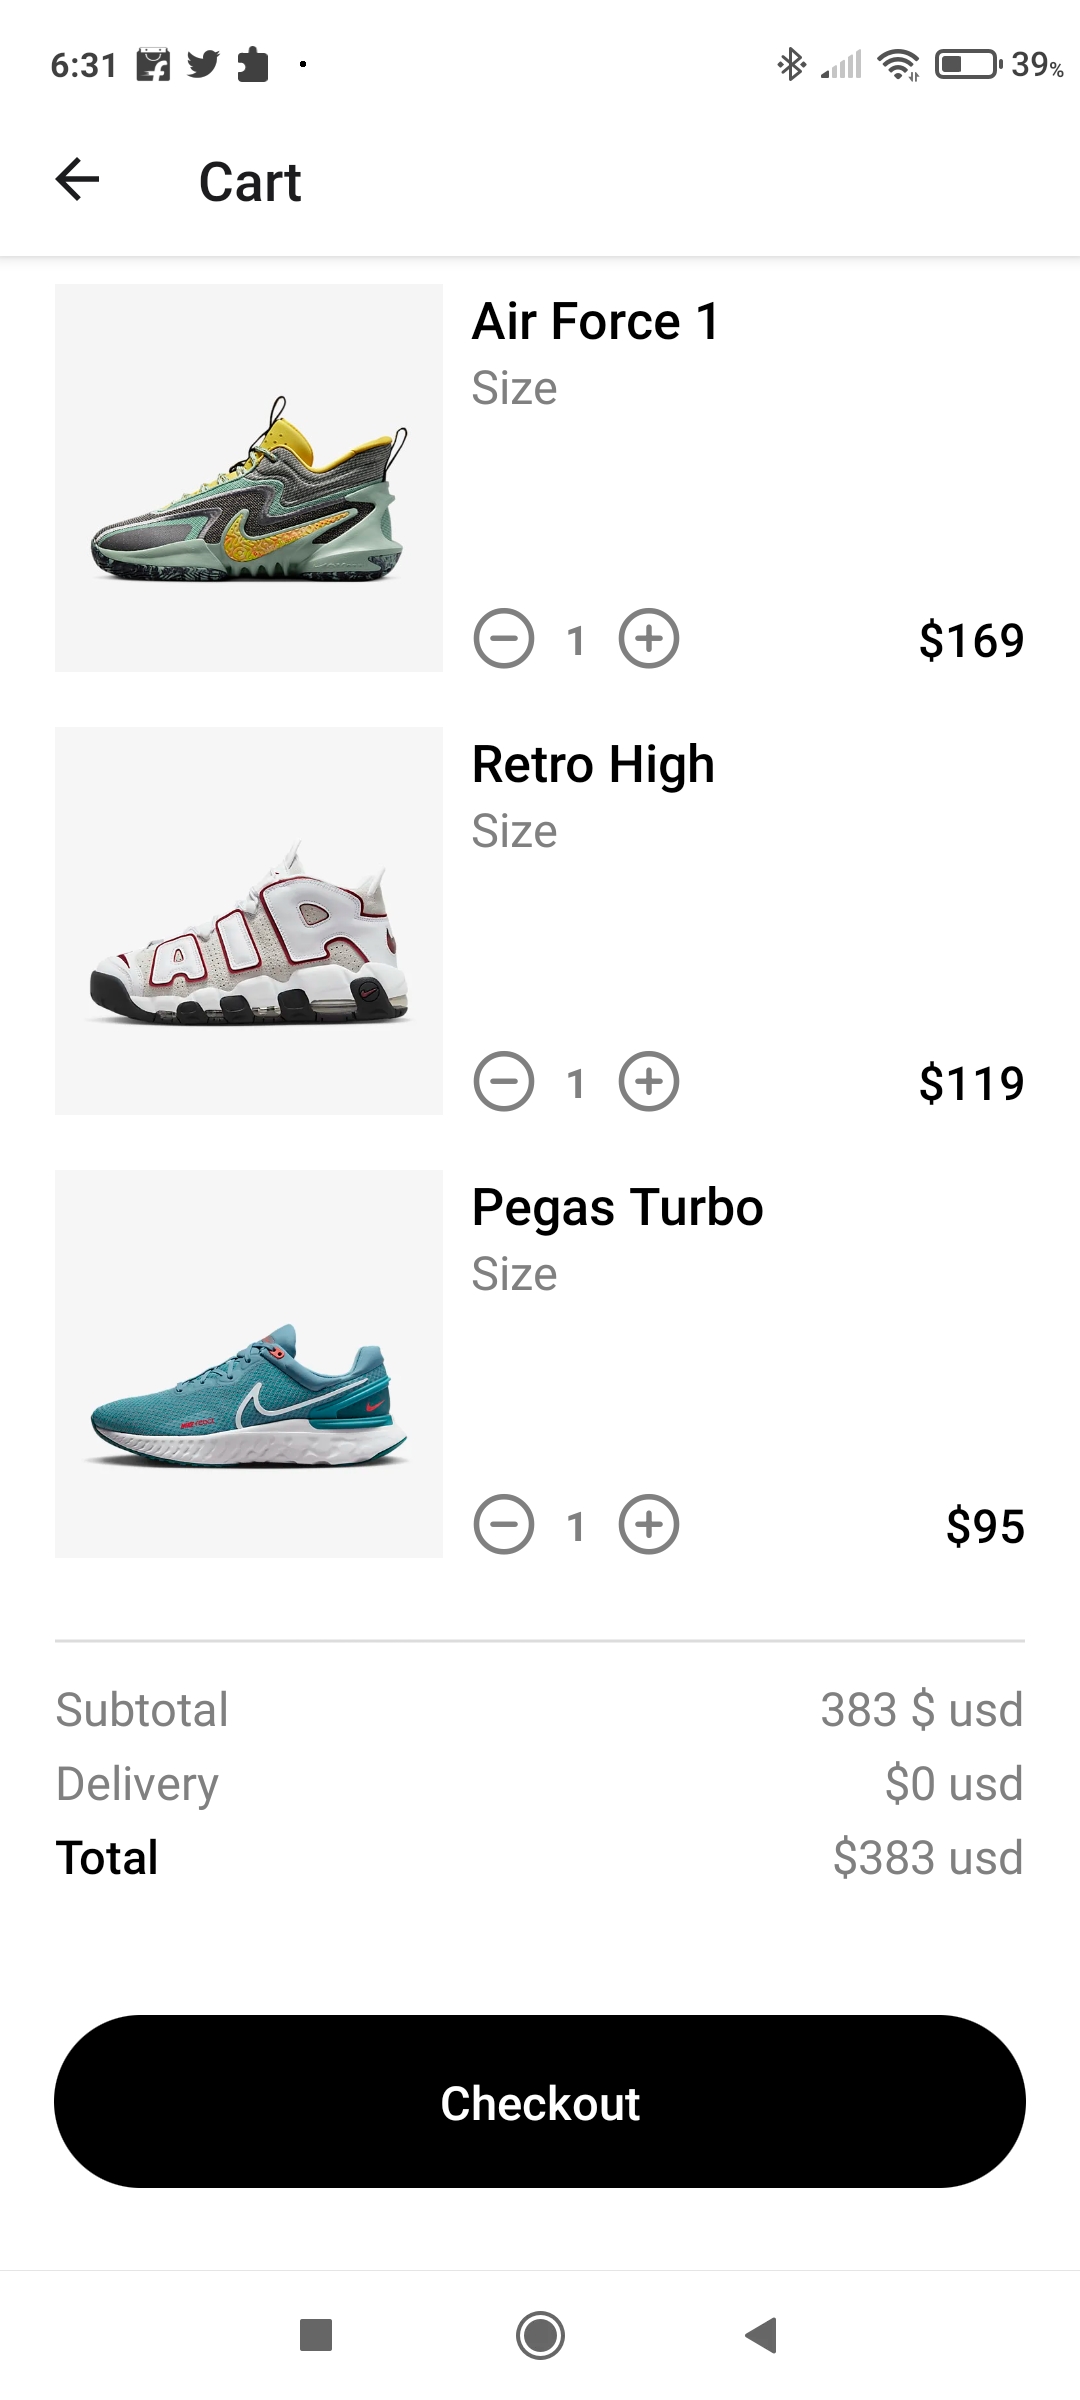 6:31 39%
Cart
Air Force 1
Size
1 $169
AIR
Retro High
Size
1 $119
Pegas Turbo
Size
1 $95
Subtotal 383 $ usd
Delivery $0 usd
Total $383 usd
Checkout